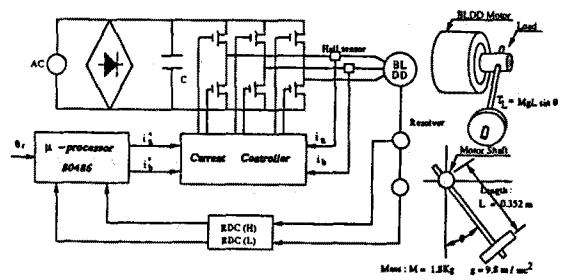 BLDD Motor
Load
Hall sensor
AC
C
BL
DD
T_L = MgL sin θ
Resolver
θr
μ -processor
80486
i*a
i*b
Current Controller
ia
ib
Motor Shaft
Length :
L = 0.352 m
RDC (H)
RDC (L)
θ
Mass : M = 1.8Kg g = 9.8 m / sec²